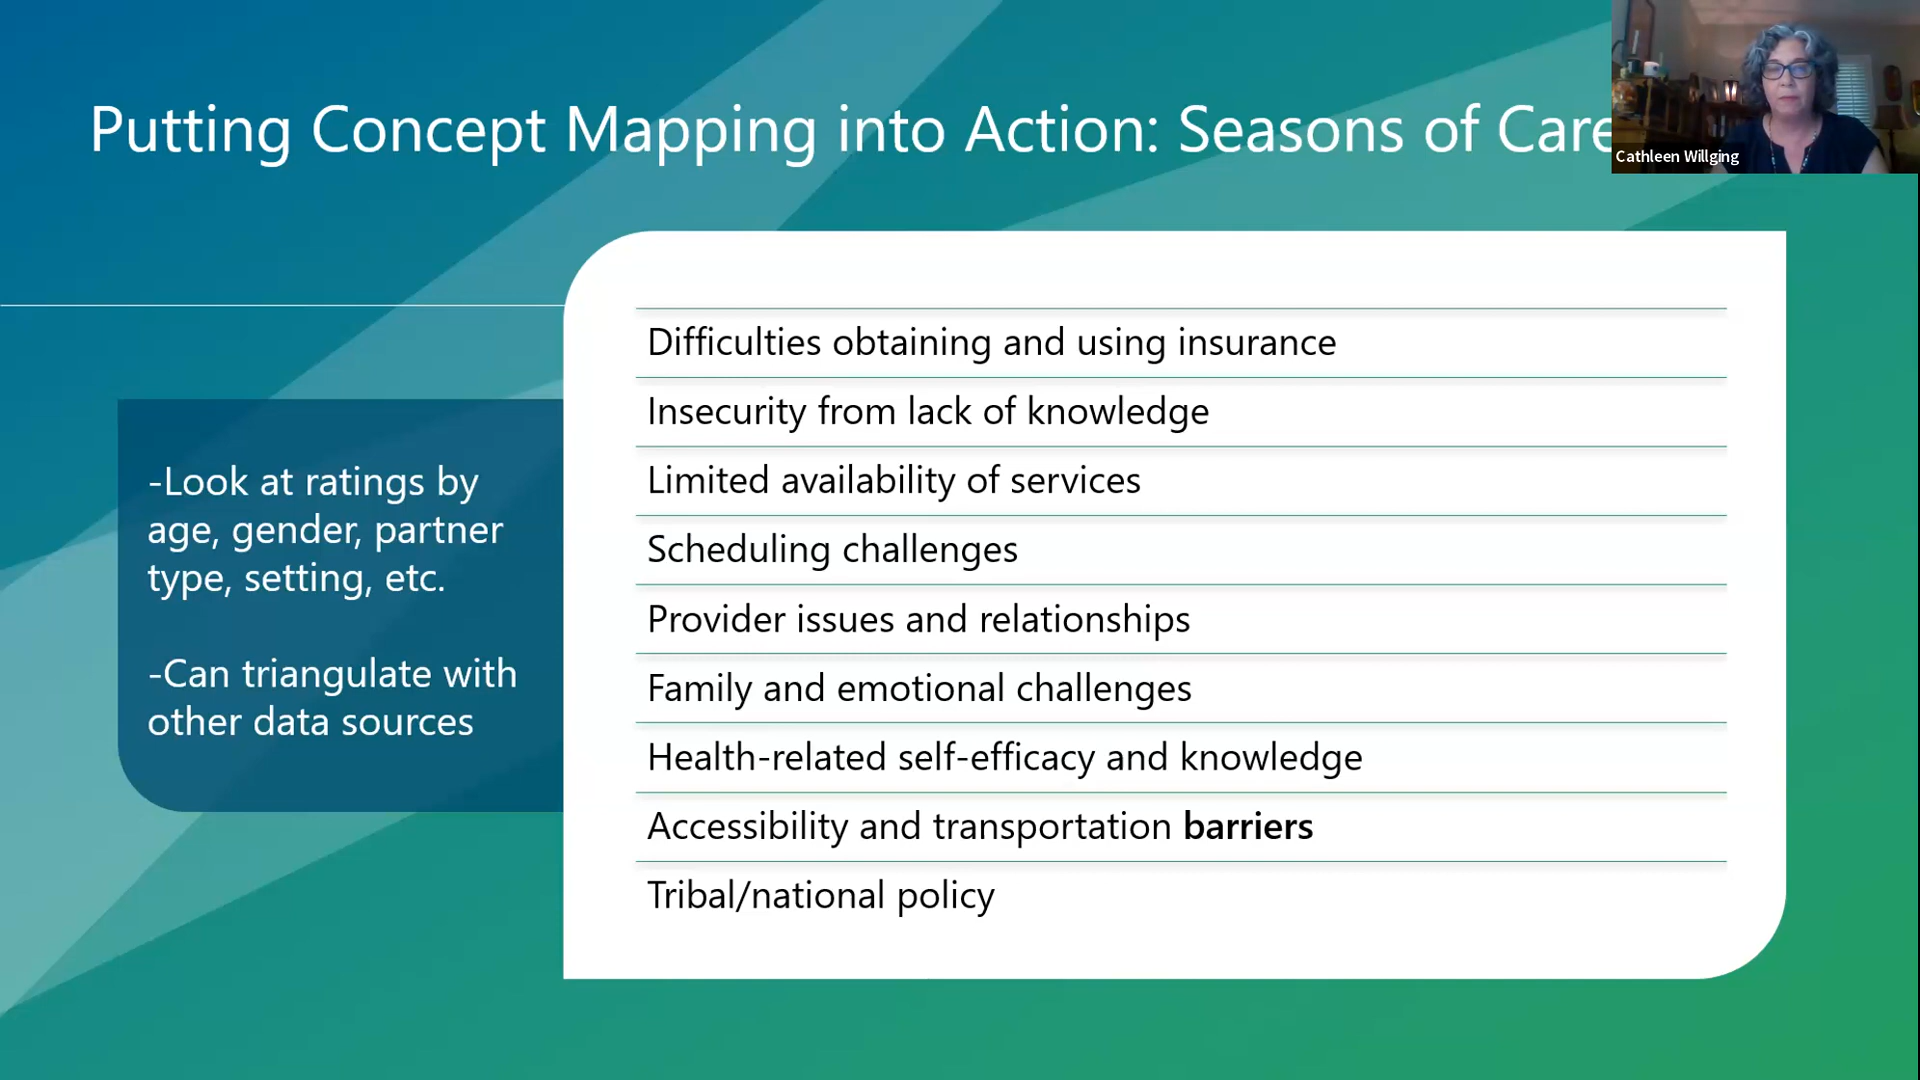 Putting Concept Mapping into Action: Seasons of Care
Cathleen Willging
-Look at ratings by
age, gender, partner
type, setting, etc.
-Can triangulate with
other data sources
Difficulties obtaining and using insurance
Insecurity from lack of knowledge
Limited availability of services
Scheduling challenges
Provider issues and relationships
Family and emotional challenges
Health-related self-efficacy and knowledge
Accessibility and transportation barriers
Tribal/national policy